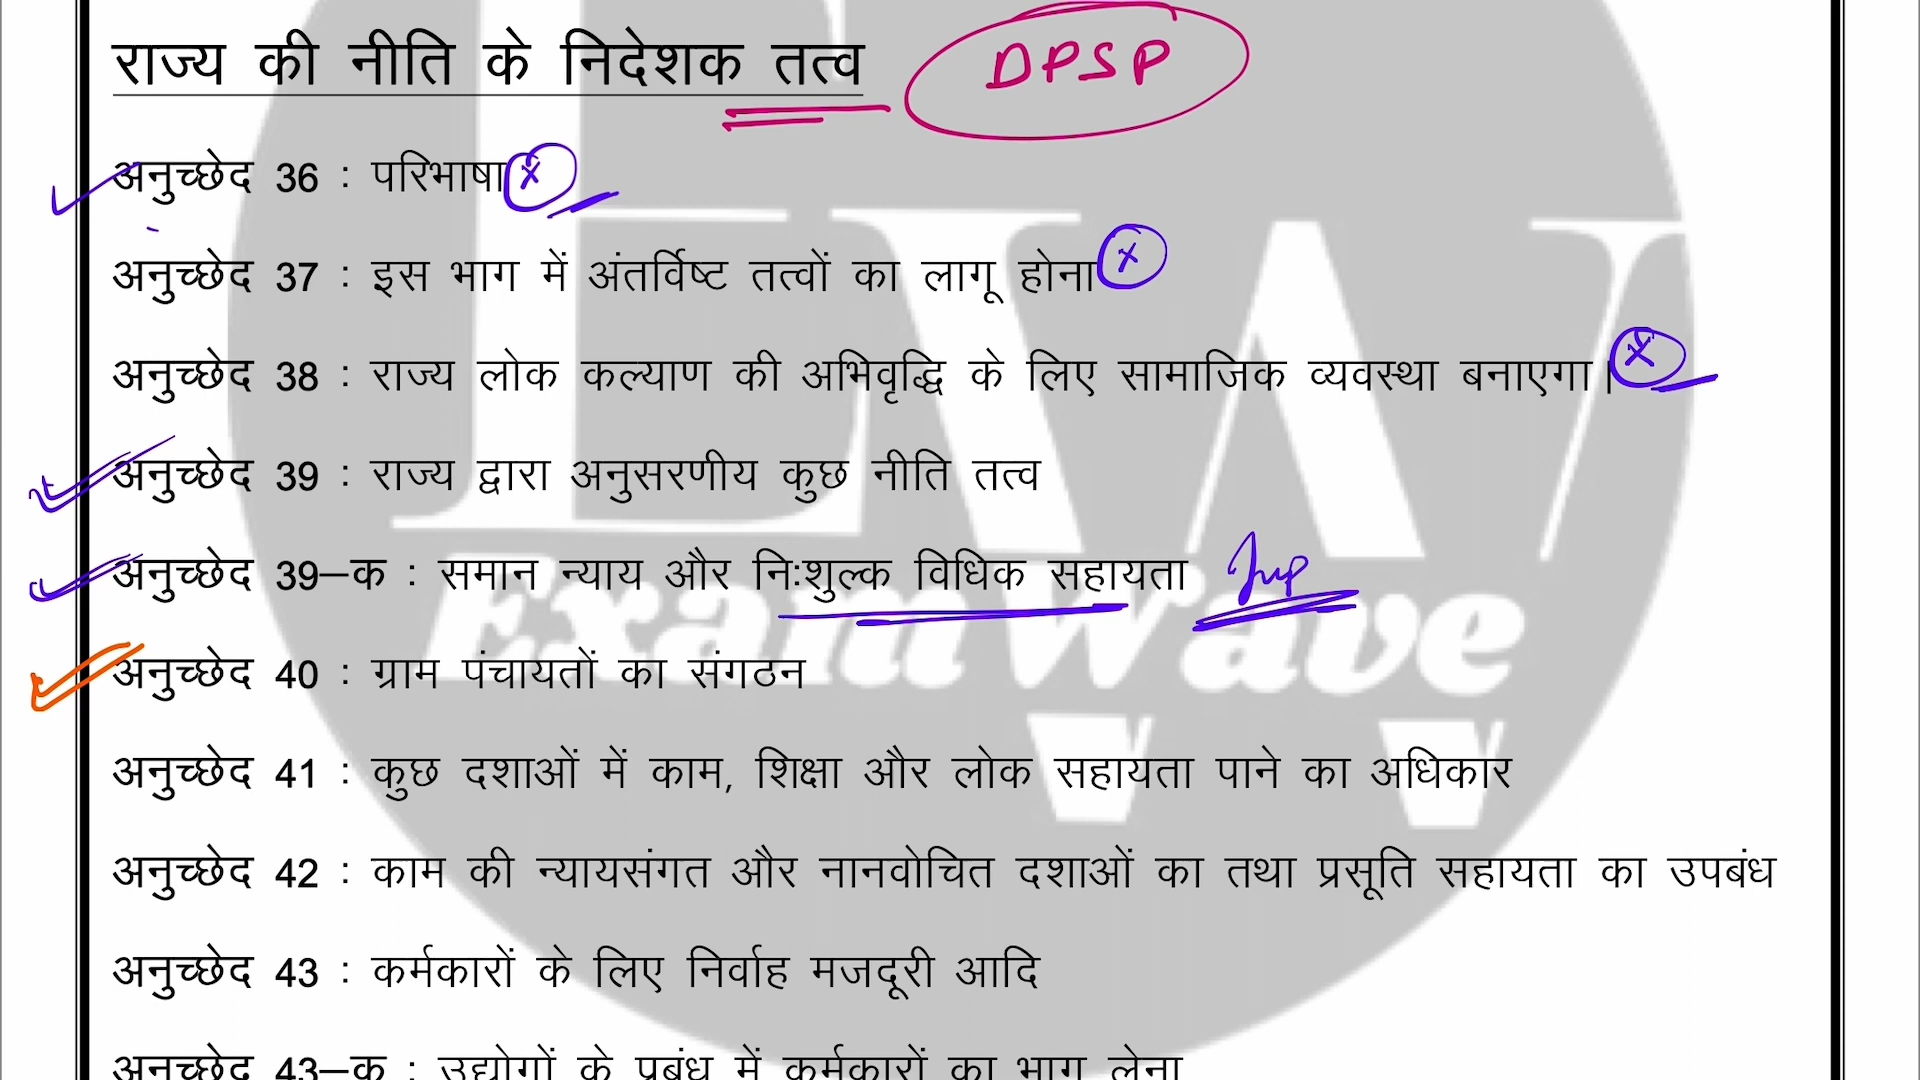 राज्य की नीति के निदेशक तत्व DPSP
अनुच्छेद 36 : परिभाषा x
अनुच्छेद 37 : इस भाग में अंतर्विष्ट तत्वों का लागू होना x
अनुच्छेद 38 : राज्य लोक कल्याण की अभिवृद्धि के लिए सामाजिक व्यवस्था बनाएगा। x
अनुच्छेद 39 : राज्य द्वारा अनुसरणीय कुछ नीति तत्व
अनुच्छेद 39–क : समान न्याय और निःशुल्क विधिक सहायता Imp
अनुच्छेद 40 : ग्राम पंचायतों का संगठन
अनुच्छेद 41 : कुछ दशाओं में काम, शिक्षा और लोक सहायता पाने का अधिकार
अनुच्छेद 42 : काम की न्यायसंगत और नानवोचित दशाओं का तथा प्रसूति सहायता का उपबंध
अनुच्छेद 43 : कर्मकारों के लिए निर्वाह मजदूरी आदि
अनुच्छेद 43–क : उद्योगों के प्रबंध में कर्मकारों का भाग लेना
EW
ExamWave